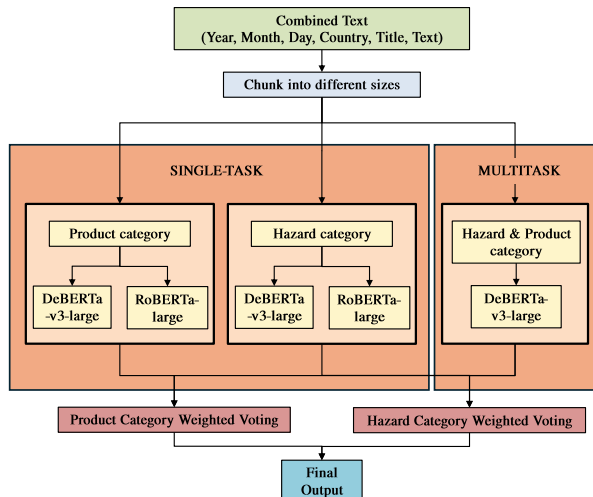 Combined Text
(Year, Month, Day, Country, Title, Text)
Chunk into different sizes
SINGLE-TASK
MULTITASK
Product category
Hazard category
Hazard & Product
category
DeBERTa
-v3-large
RoBERTa-
large
DeBERTa
-v3-large
RoBERTa-
large
DeBERTa-
v3-large
Product Category Weighted Voting
Hazard Category Weighted Voting
Final
Output